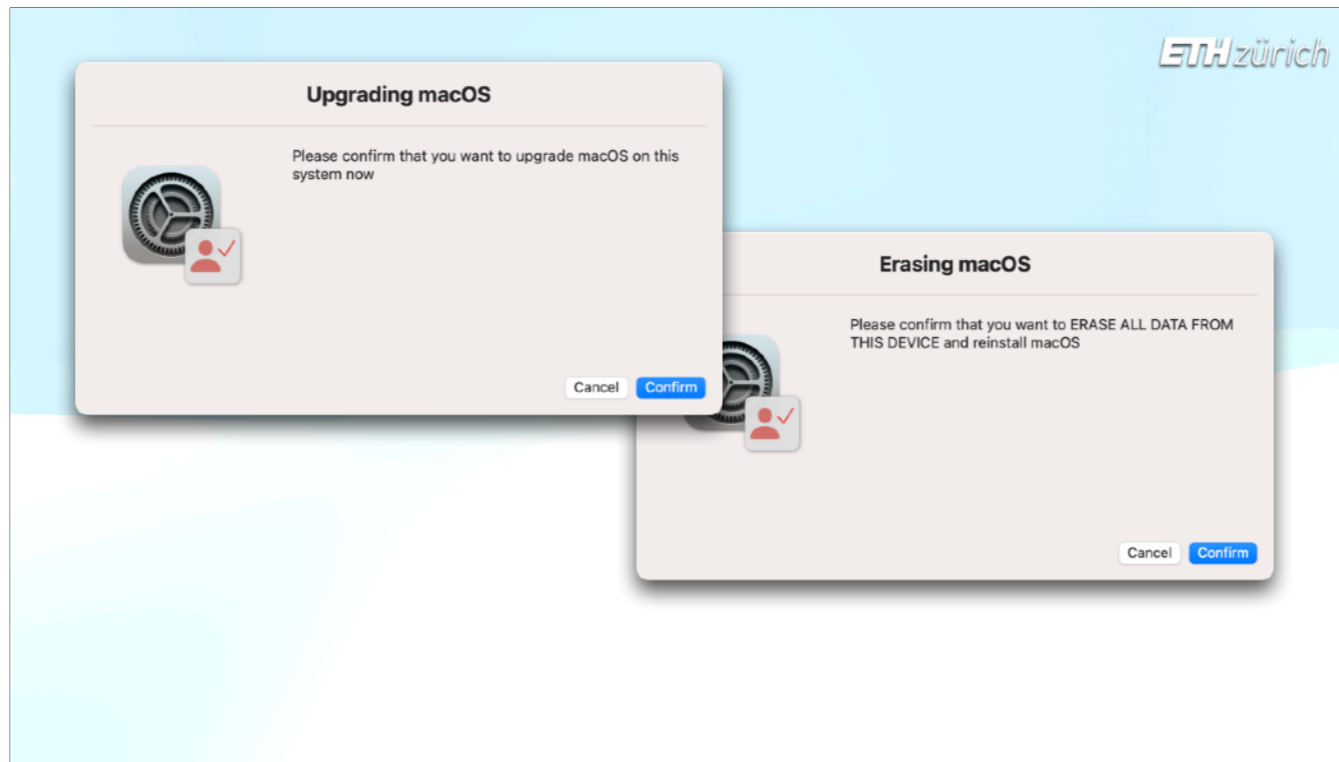 ETH zürich
Upgrading macOS
Please confirm that you want to upgrade macOS on this
system now
Cancel Confirm
Erasing macOS
Please confirm that you want to ERASE ALL DATA FROM
THIS DEVICE and reinstall macOS
Cancel Confirm